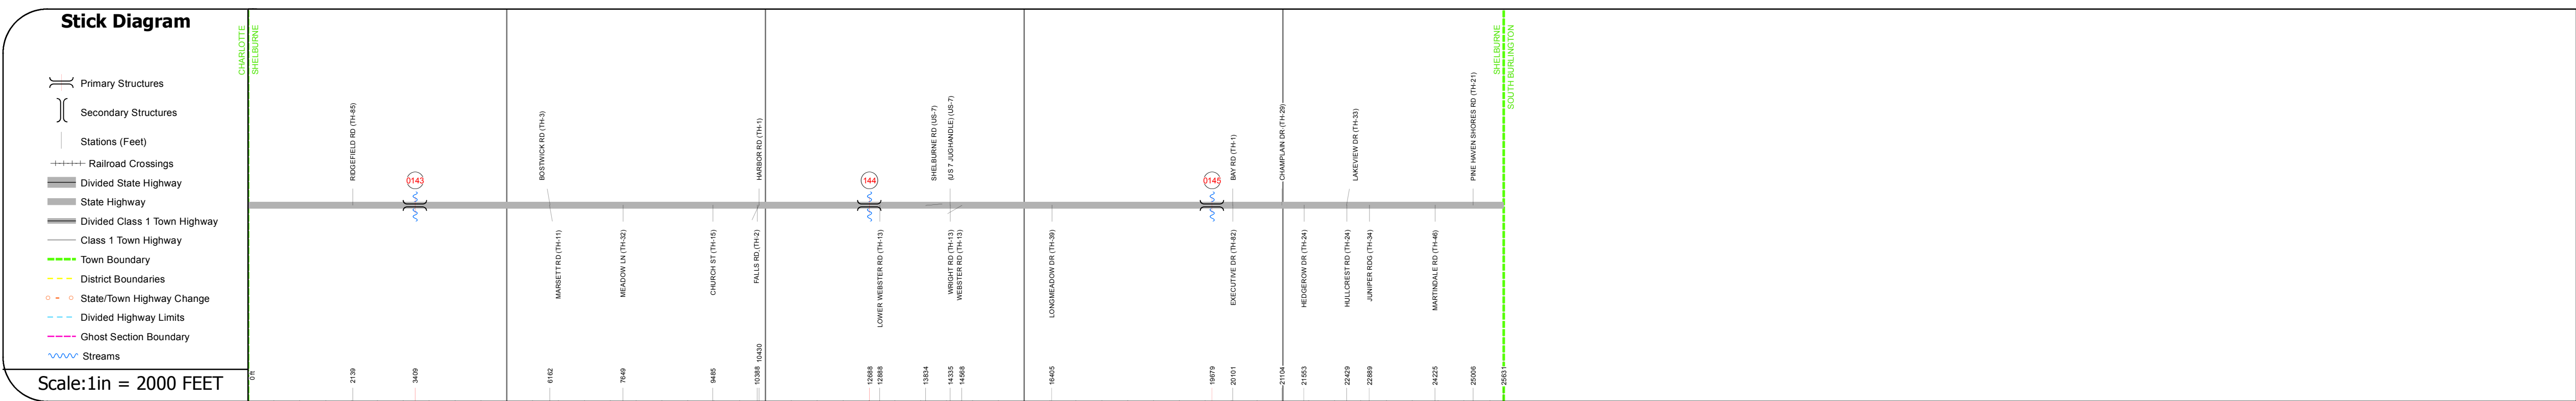 Stick Diagram
Primary Structures
Secondary Structures
Stations (Feet)
Railroad Crossings
Divided State Highway
State Highway
Divided Class 1 Town Highway
Class 1 Town Highway
Town Boundary
District Boundaries
State/Town Highway Change
Divided Highway Limits
Ghost Section Boundary
Streams
Scale:1in = 2000 FEET
CHARLOTTE
SHELBURNE
RIDGEFIELD RD (TH-85)
0143
BOSTWICK RD (TH-3)
HARBOR RD (TH-1)
144
SHELBURNE RD (US-7)
(US 7 JUGHANDLE) (US-7)
0145
BAY RD (TH-1)
CHAMPLAIN DR (TH-29)
LAKEVIEW DR (TH-33)
PINE HAVEN SHORES RD (TH-21)
SHELBURNE
SOUTH BURLINGTON
MARSETT RD (TH-11)
MEADOW LN (TH-32)
CHURCH ST (TH-15)
FALLS RD,(TH-2)
LOWER WEBSTER RD (TH-13)
WRIGHT RD (TH-13)
WEBSTER RD (TH-13)
LONGMEADOW DR (TH-39)
EXECUTIVE DR (TH-82)
HEDGEROW DR (TH-24)
HULLCREST RD (TH-24)
JUNIPER RDG (TH-34)
MARTINDALE RD (TH-46)
0 ft
2139
3409
6162
7649
9485
10388
10430
12688
12888
13834
14335
14568
16405
19679
20101
21104
21553
22429
22889
24225
25006
25631